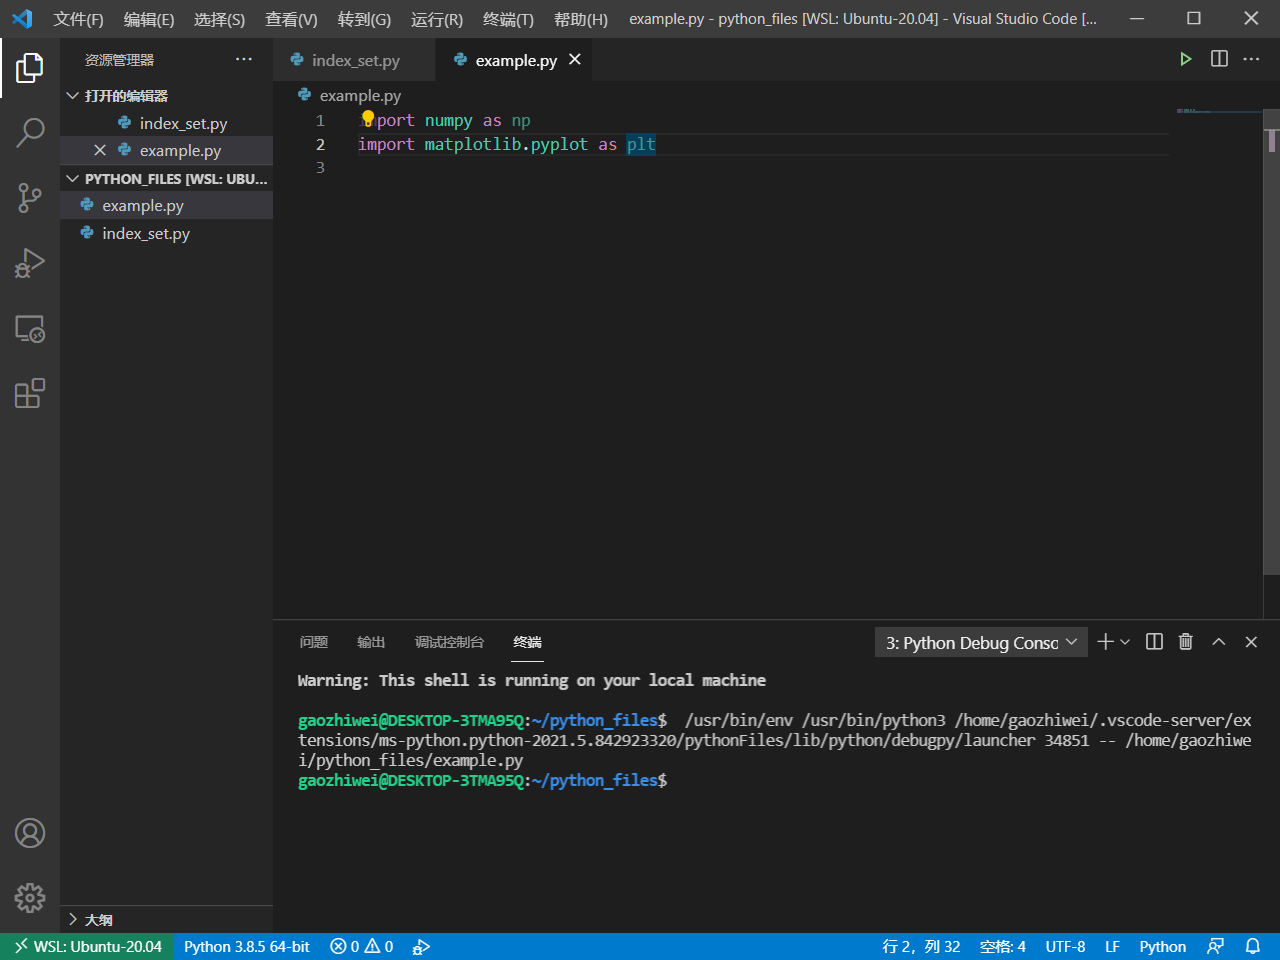 文件(F) 编辑(E) 选择(S) 查看(V) 转到(G) 运行(R) 终端(T) 帮助(H) example.py - python_files [WSL: Ubuntu-20.04] - Visual Studio Code [...
资源管理器
index_set.py example.py
打开的编辑器
index_set.py
example.py
PYTHON_FILES [WSL: UBU...
example.py
index_set.py
大纲
example.py
1 import numpy as np
2 import matplotlib.pyplot as plt
3
问题 输出 调试控制台 终端 3: Python Debug Consc
Warning: This shell is running on your local machine
gaozhiwei@DESKTOP-3TMA95Q:~/python_files$ /usr/bin/env /usr/bin/python3 /home/gaozhiwei/.vscode-server/ex
tensions/ms-python.python-2021.5.842923320/pythonFiles/lib/python/debugpy/launcher 34851 -- /home/gaozhiwe
i/python_files/example.py
gaozhiwei@DESKTOP-3TMA95Q:~/python_files$
WSL: Ubuntu-20.04 Python 3.8.5 64-bit 0 0 行 2，列 32 空格: 4 UTF-8 LF Python